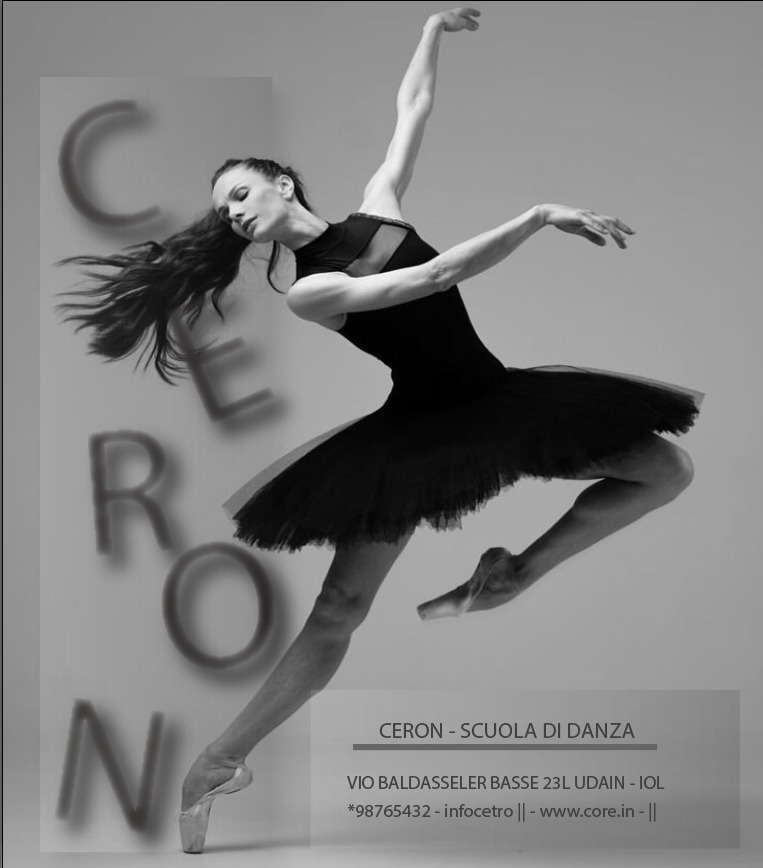 CERON
CERON - SCUOLA DI DANZA
VIO BALDASSELER BASSE 23L UDAIN - IOL
*98765432 - infocetro || - www.core.in - ||